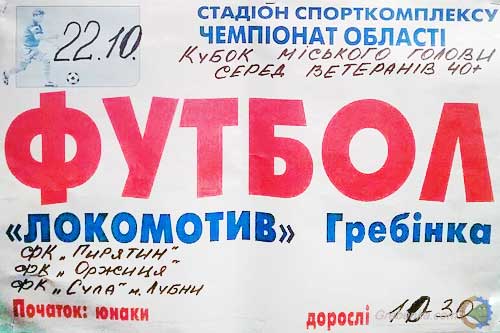 22.10.
СТАДІОН СПОРТКОМПЛЕКСУ
ЧЕМПІОНАТ ОБЛАСТІ
КУБОК МІСЬКОГО ГОЛОВИ
СЕРЕД ВЕТЕРАНІВ 40+
ФУТБОЛ
«ЛОКОМОТИВ» Гребінка
ФК „Пирятин"
ФК „Оржиця"
ФК „Сула" м. Лубни
Початок: юнаки дорослі 10.30